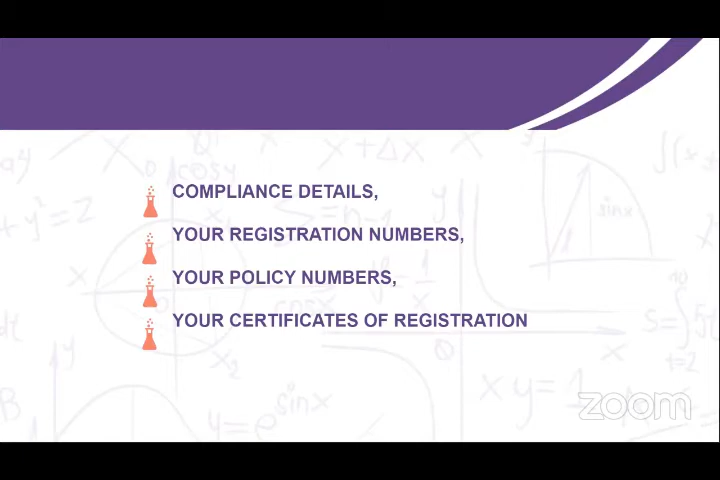 COMPLIANCE DETAILS,
YOUR REGISTRATION NUMBERS,
YOUR POLICY NUMBERS,
YOUR CERTIFICATES OF REGISTRATION
zoom